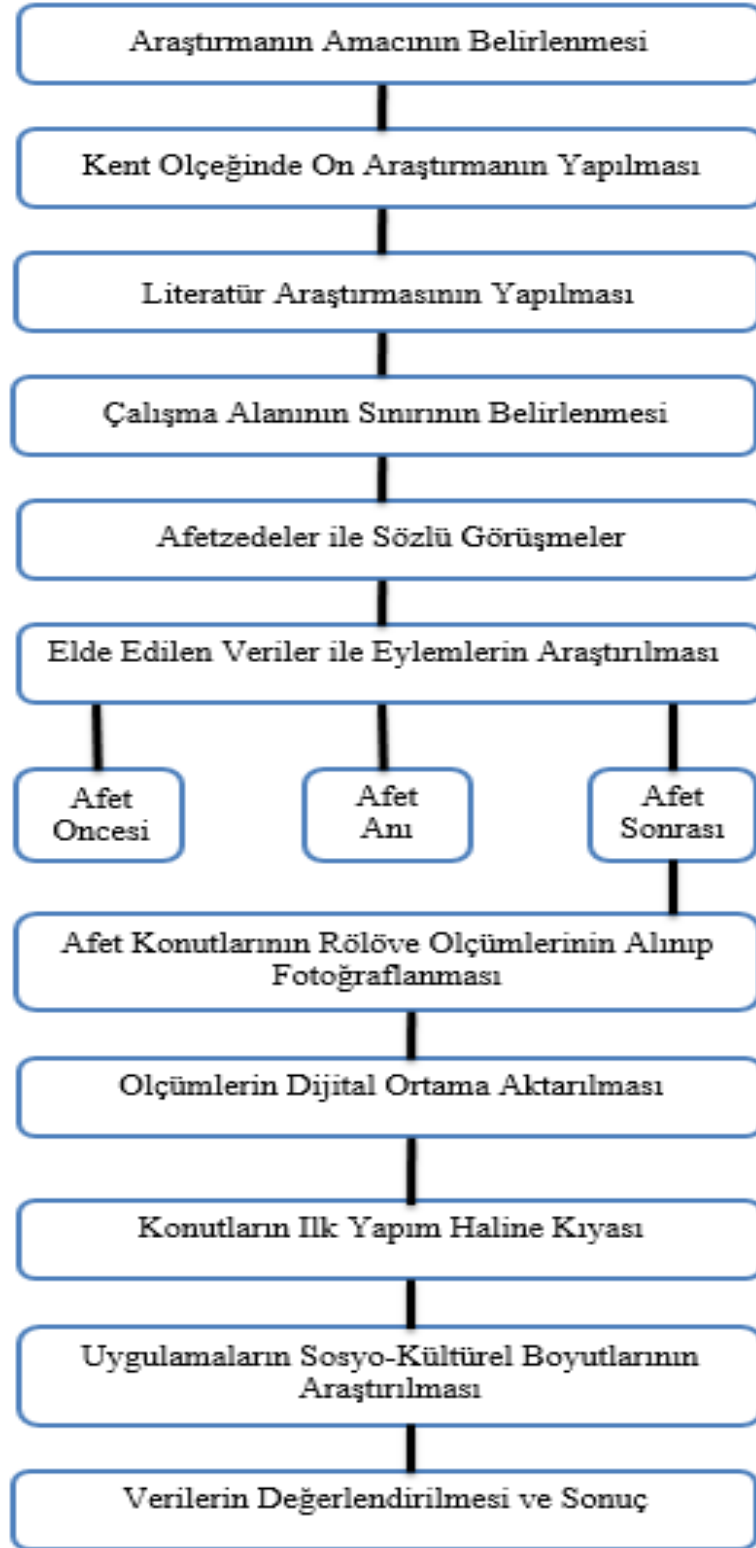 Araştırmanın Amacının Belirlenmesi
Kent Olçeğinde On Araştırmanın Yapılması
Literatür Araştırmasının Yapılması
Çalışma Alanının Sınırının Belirlenmesi
Afetzedeler ile Sözlü Görüşmeler
Elde Edilen Veriler ile Eylemlerin Araştırılması
Afet
Oncesi
Afet
Anı
Afet
Sonrası
Afet Konutlarının Rölöve Olçümlerinin Alınıp
Fotoğraflanması
Olçümlerin Dijital Ortama Aktarılması
Konutların Ilk Yapım Haline Kıyası
Uygulamaların Sosyo-Kültürel Boyutlarının
Araştırılması
Verilerin Değerlendirilmesi ve Sonuç